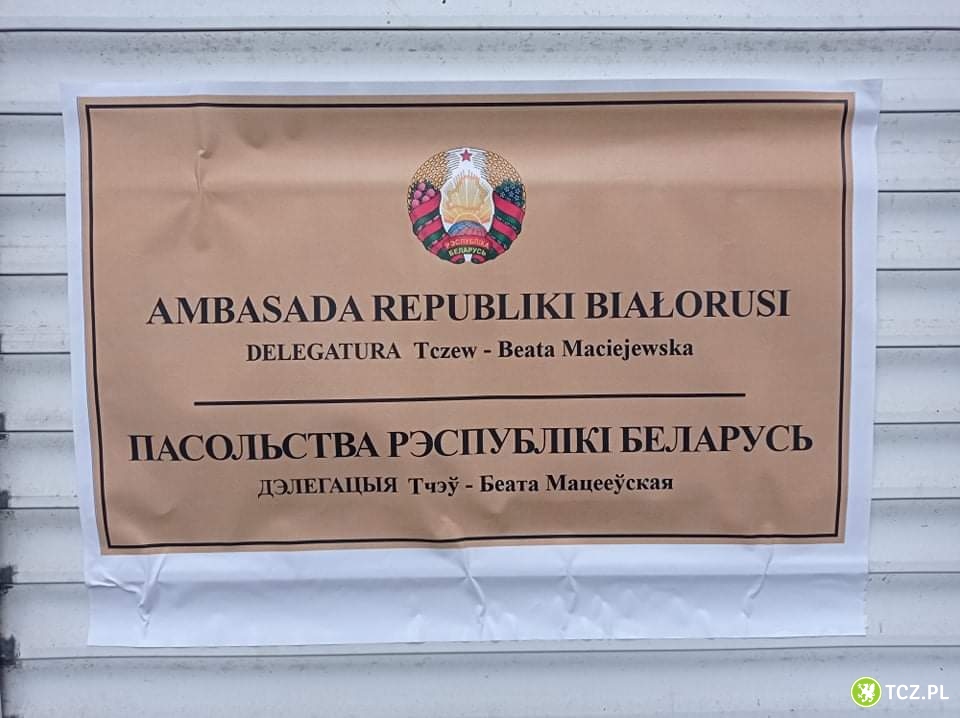 РЭСПУБЛІКА
БЕЛАРУСЬ
AMBASADA REPUBLIKI BIAŁORUSI
DELEGATURA Tczew - Beata Maciejewska
ПАСОЛЬСТВА РЭСПУБЛІКІ БЕЛАРУСЬ
ДЭЛЕГАЦЫЯ Тчэў - Беата Мацееўская
TCZ.PL